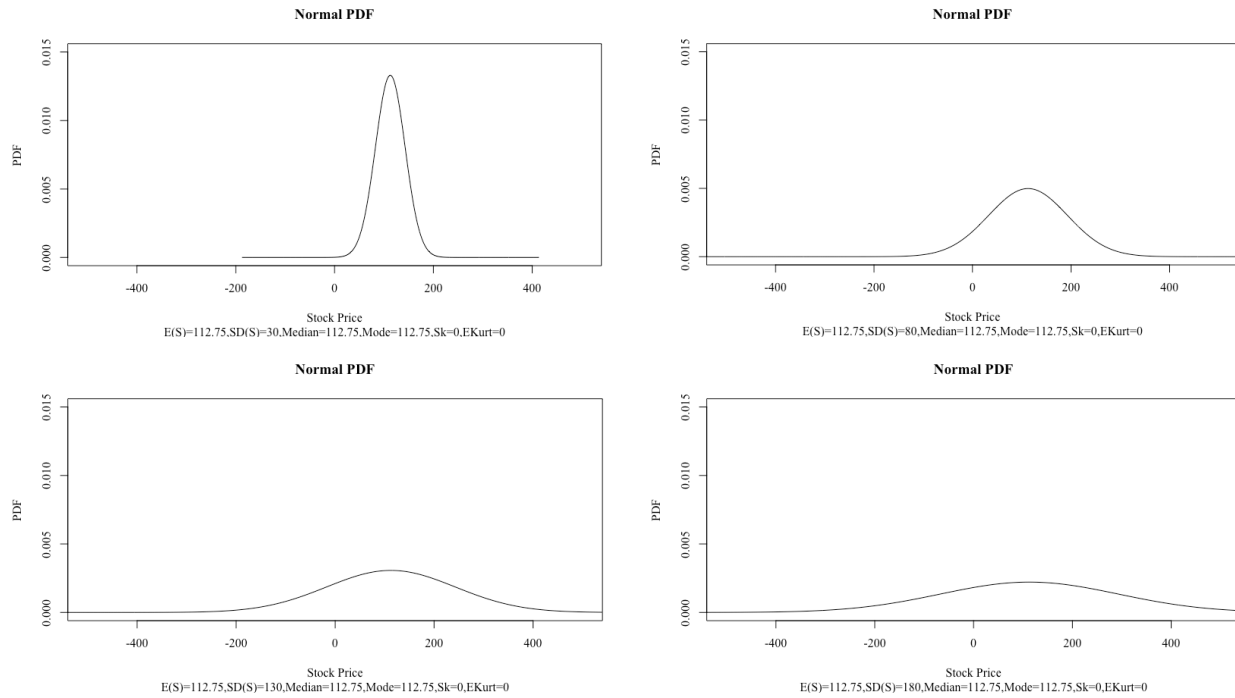 Normal PDF
0.015
0.010
0.005
0.000
PDF
-400 -200 0 200 400
Stock Price
E(S)=112.75,SD(S)=30,Median=112.75,Mode=112.75,Sk=0,EKurt=0
Normal PDF
0.015
0.010
0.005
0.000
PDF
-400 -200 0 200 400
Stock Price
E(S)=112.75,SD(S)=80,Median=112.75,Mode=112.75,Sk=0,EKurt=0
Normal PDF
0.015
0.010
0.005
0.000
PDF
-400 -200 0 200 400
Stock Price
E(S)=112.75,SD(S)=130,Median=112.75,Mode=112.75,Sk=0,EKurt=0
Normal PDF
0.015
0.010
0.005
0.000
PDF
-400 -200 0 200 400
Stock Price
E(S)=112.75,SD(S)=180,Median=112.75,Mode=112.75,Sk=0,EKurt=0